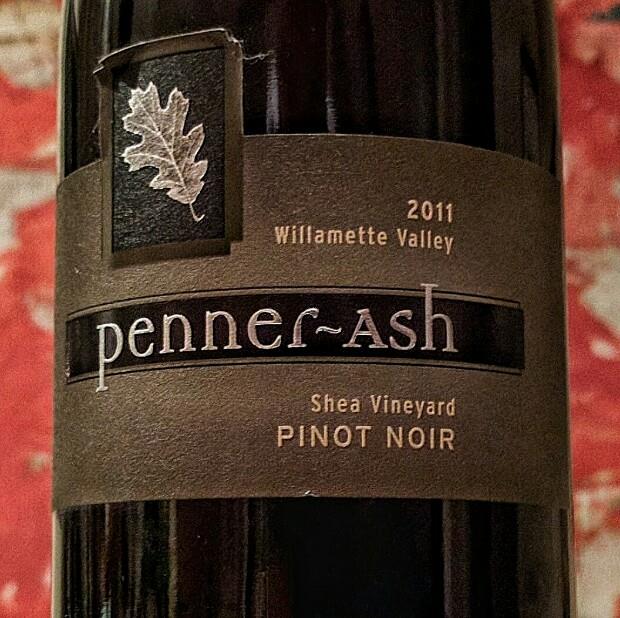 2011
Willamette Valley
penner-ash
Shea Vineyard
PINOT NOIR